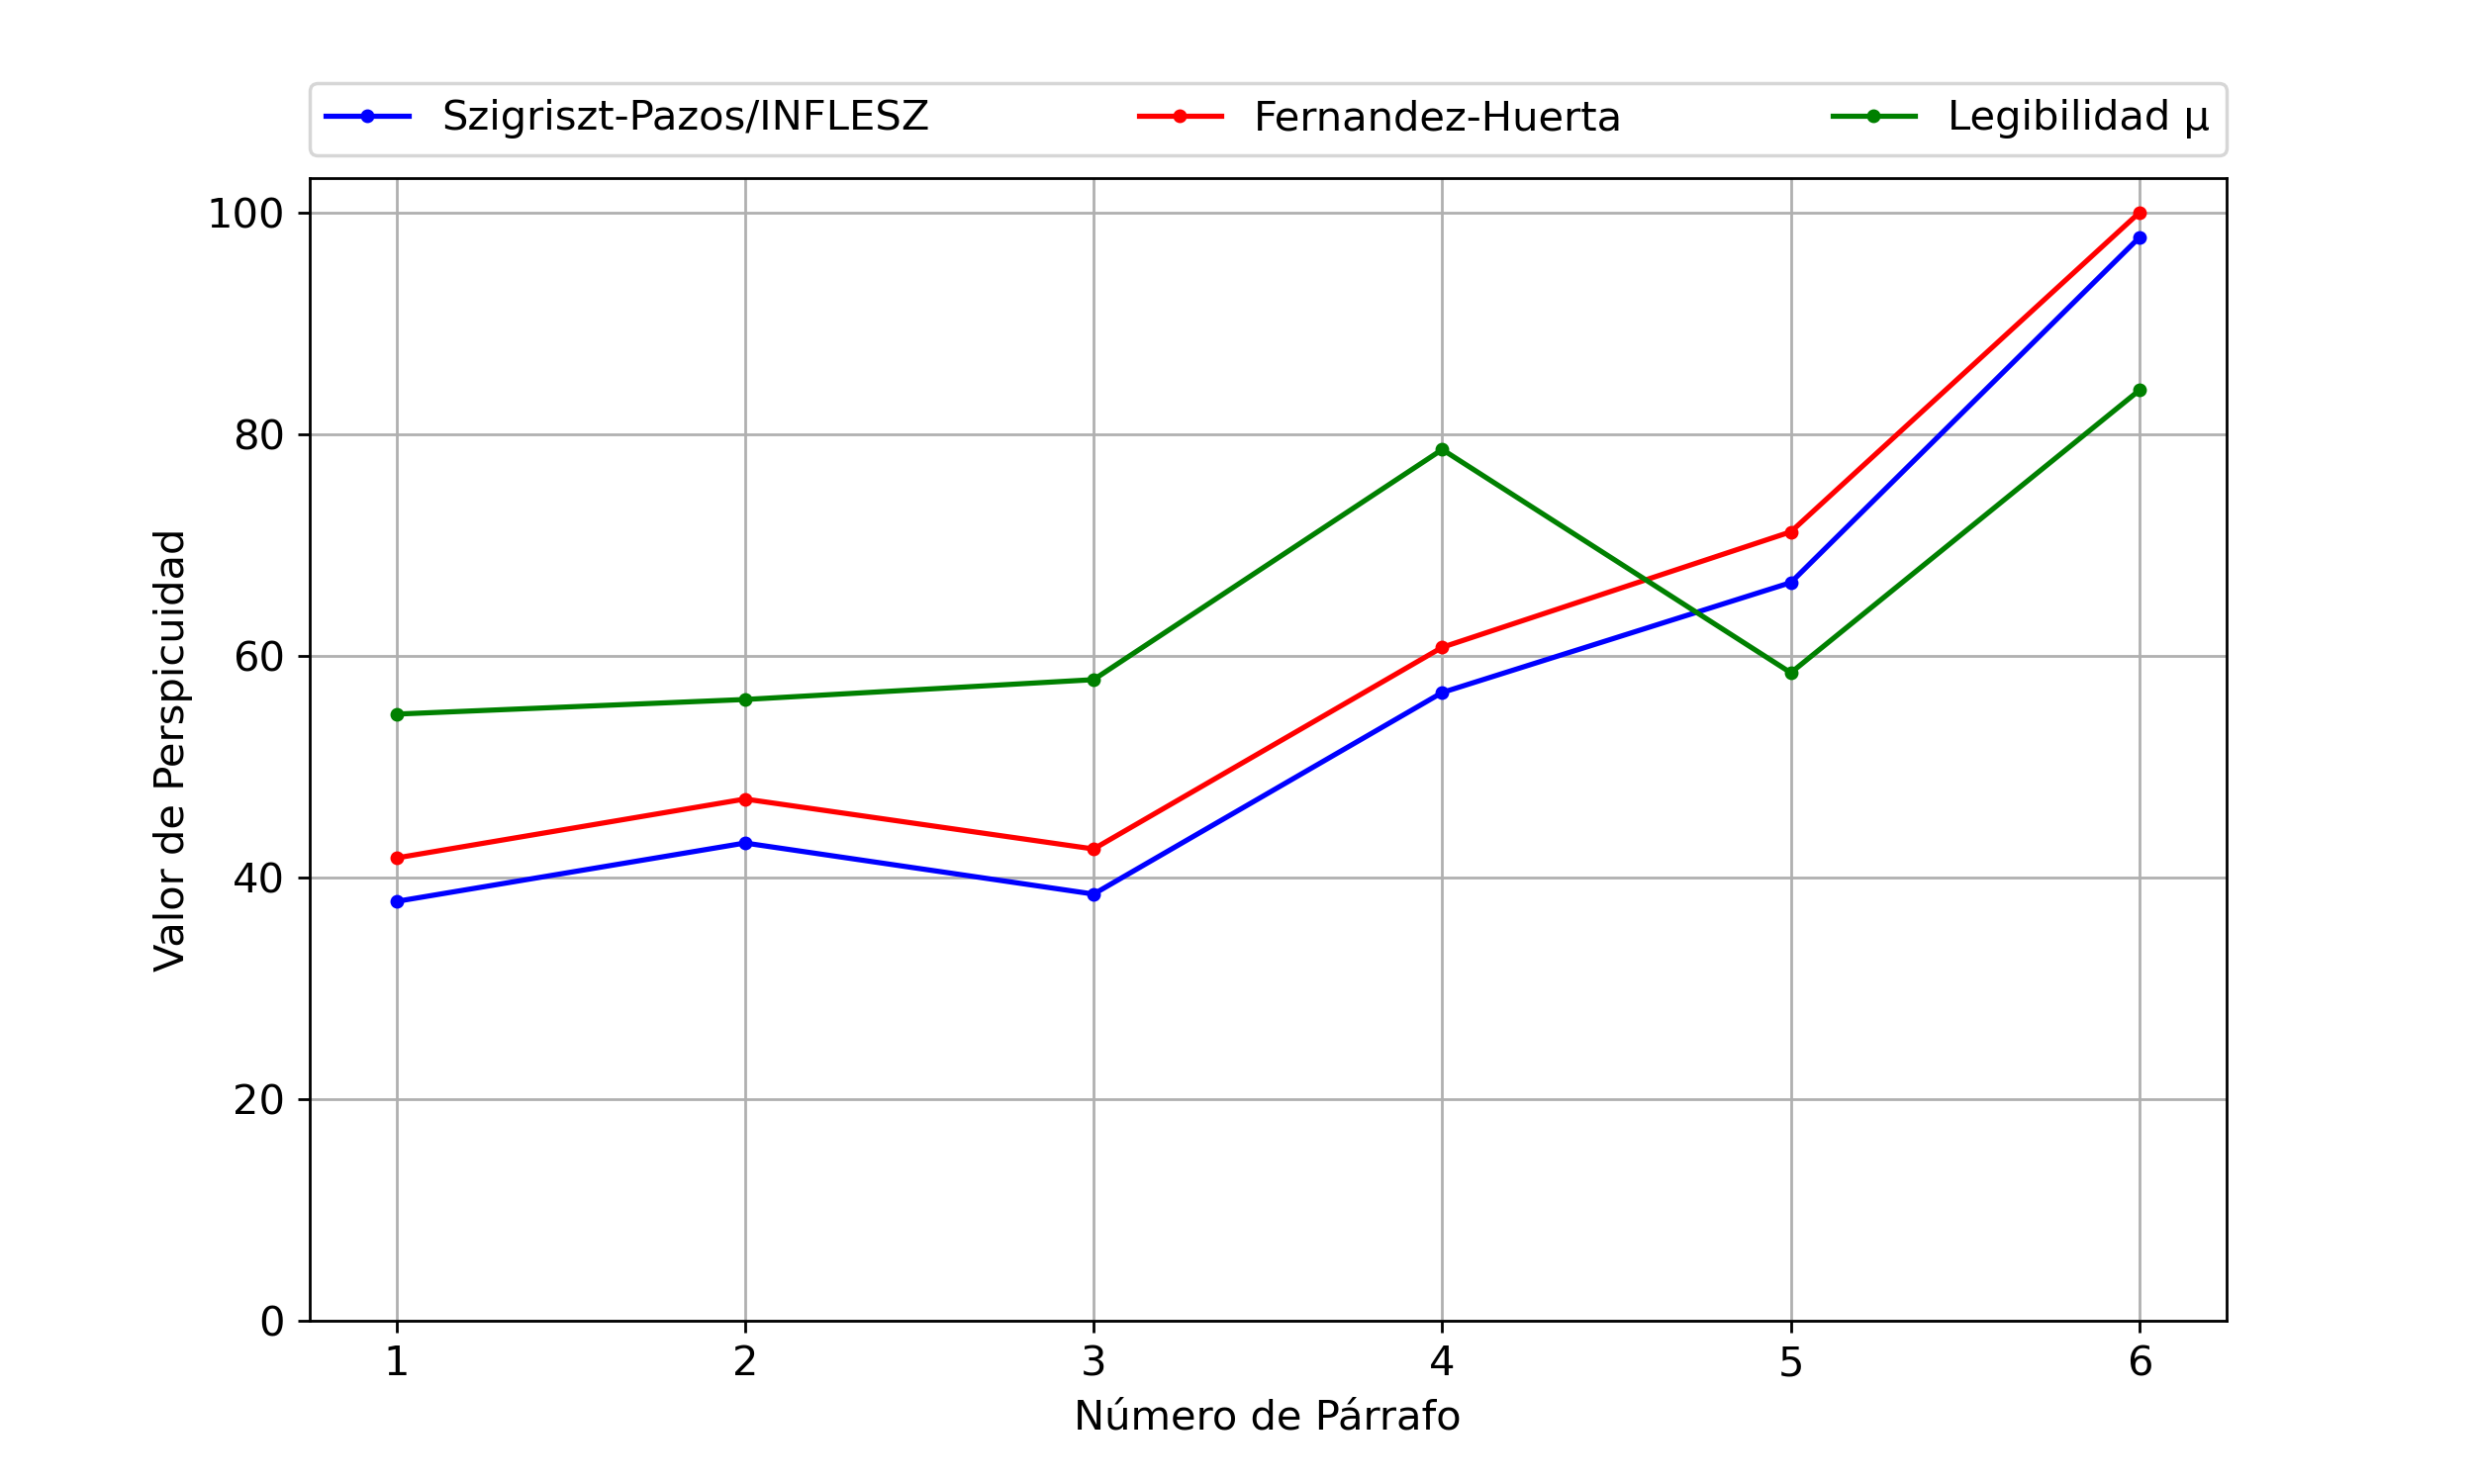 Szigriszt-Pazos/INFLESZ Fernandez-Huerta Legibilidad µ
100
80
60
40
20
0
Valor de Perspicuidad
1 2 3 4 5 6
Número de Párrafo